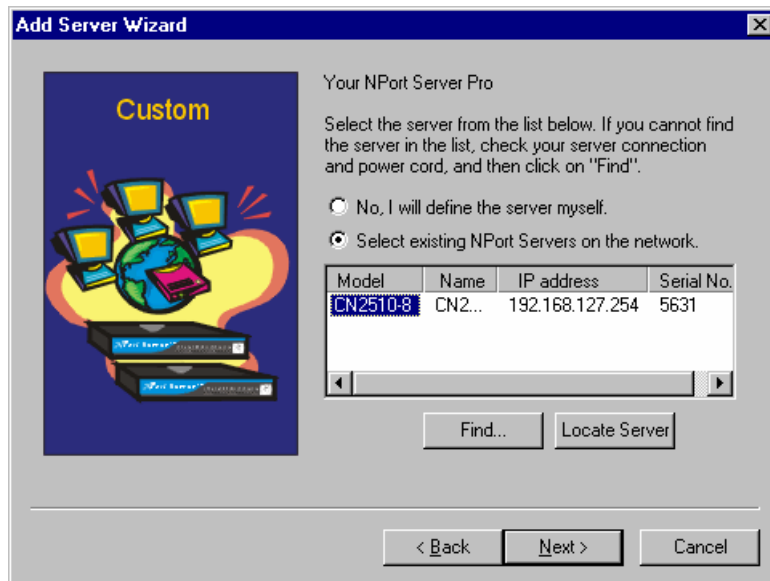 Add Server Wizard
Custom
Your NPort Server Pro
Select the server from the list below. If you cannot find
the server in the list, check your server connection
and power cord, and then click on "Find".
No, I will define the server myself.
Select existing NPort Servers on the network.
Model Name IP address Serial No.
CN2510-8 CN2... 192.168.127.254 5631
Find... Locate Server
< Back Next > Cancel